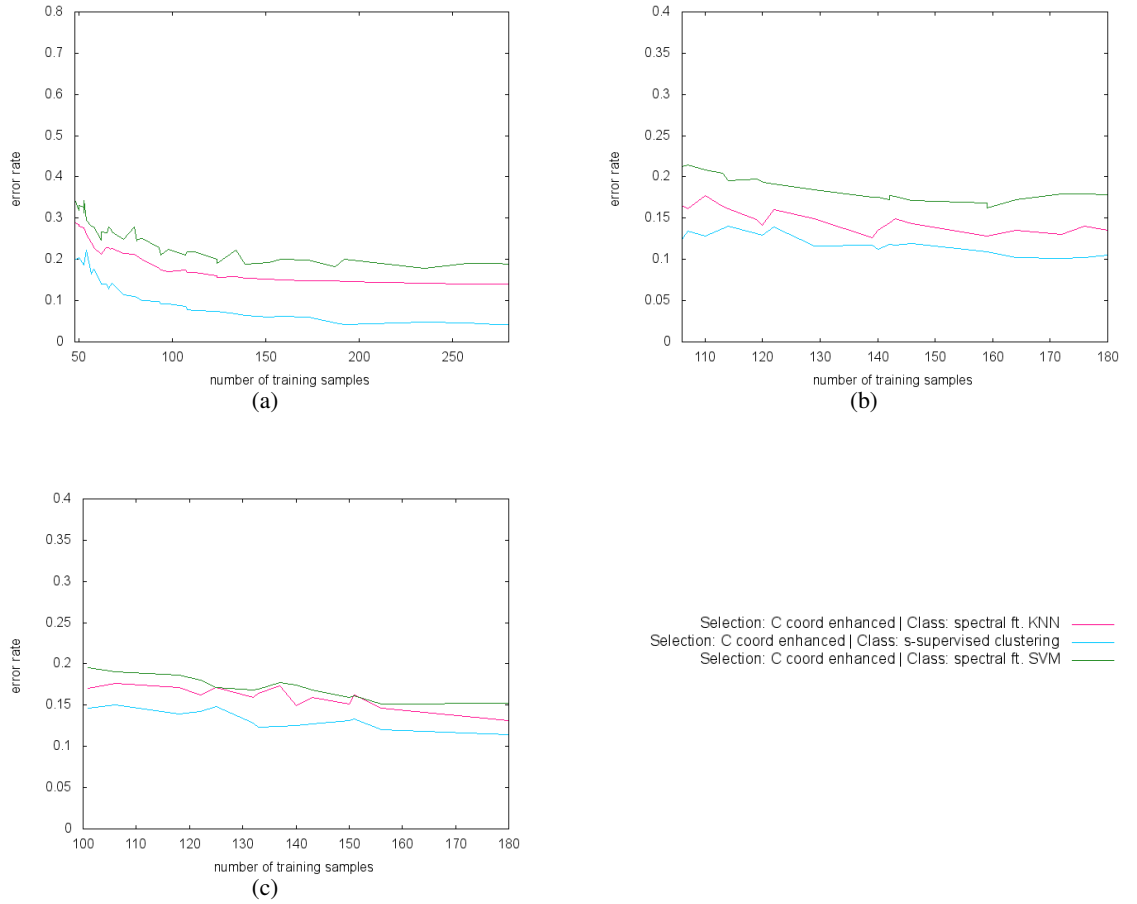 0.8
0.7
0.6
0.5
0.4
0.3
0.2
0.1
0
error rate
50 100 150 200 250
number of training samples
(a)
0.4
0.35
0.3
0.25
0.2
0.15
0.1
0.05
0
error rate
110 120 130 140 150 160 170 180
number of training samples
(b)
0.4
0.35
0.3
0.25
0.2
0.15
0.1
0.05
0
error rate
100 110 120 130 140 150 160 170 180
number of training samples
(c)
Selection: C coord enhanced | Class: spectral ft. KNN
Selection: C coord enhanced | Class: s-supervised clustering
Selection: C coord enhanced | Class: spectral ft. SVM